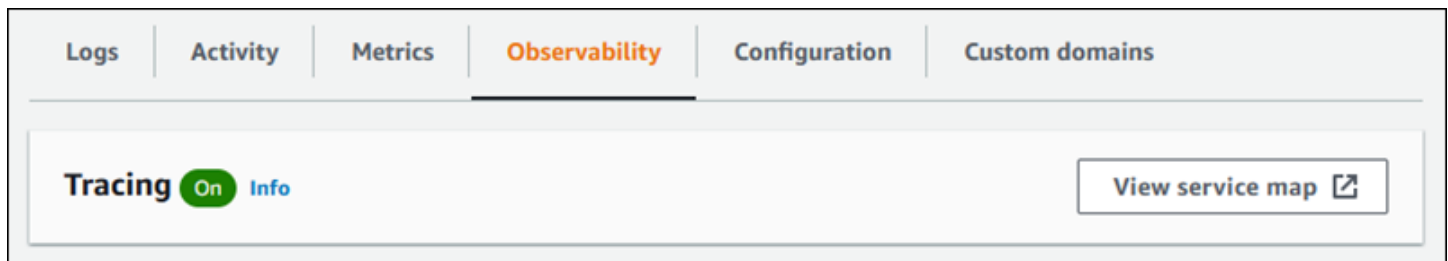 Logs Activity Metrics Observability Configuration Custom domains
Tracing On Info View service map